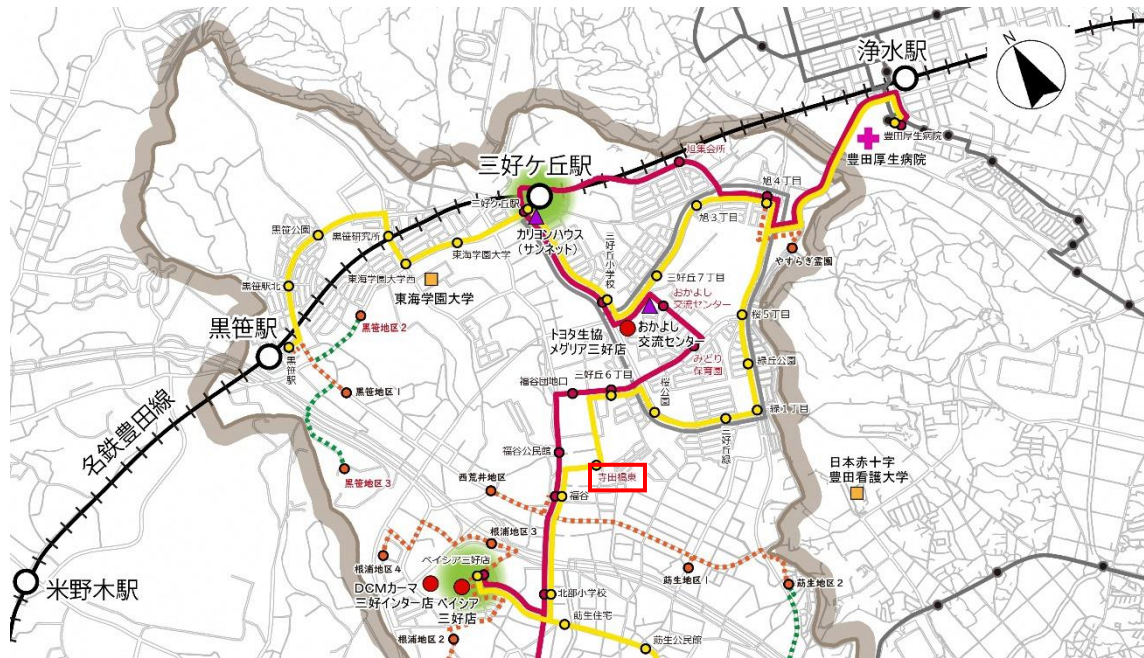 N
浄水駅
豊田厚生病院
豊田厚生病院
旭集会所
三好ケ丘駅
三好ケ丘駅
カリヨンハウス
(サンネット)
旭4丁目
旭3丁目
やすらぎ霊園
黒笹公園
黒笹研究所
東海学園大学
三好丘小学校
東海学園大学西
三好丘7丁目
黒笹駅北
東海学園大学
おかよし
交流センター
桜5丁目
黒笹駅
黒笹地区2
トヨタ生協
メグリア三好店
おかよし
交流センター
みどり
保育園
緑丘公園
黒笹駅
三好丘6丁目
福谷団地口
桜公園
黒笹地区1
緑1丁目
三好丘緑
名鉄豊田線
福谷公民館
黒笹地区3
西荒井地区
寺田橋東
日本赤十字
豊田看護大学
福谷
根浦地区3
ベイシア三好店
根浦地区4
莇生地区1
莇生地区2
米野木駅
DCMカーマ
三好インター店
ベイシア
三好店
北部小学校
莇生住宅
根浦地区2
莇生公民館